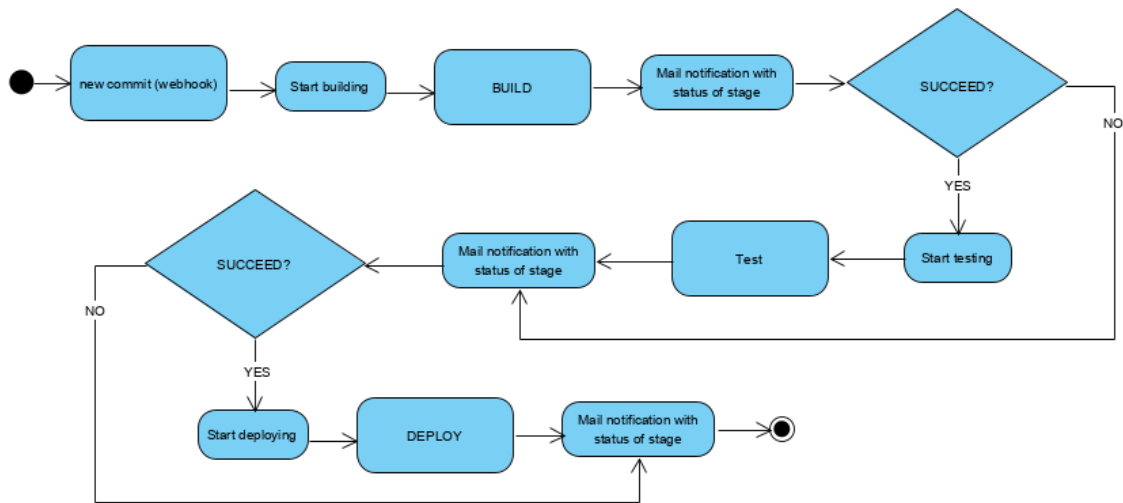 new commit (webhook)
Start building
BUILD
Mail notification with
status of stage
SUCCEED?
NO
YES
Start testing
Test
Mail notification with
status of stage
SUCCEED?
NO
YES
Start deploying
DEPLOY
Mail notification with
status of stage